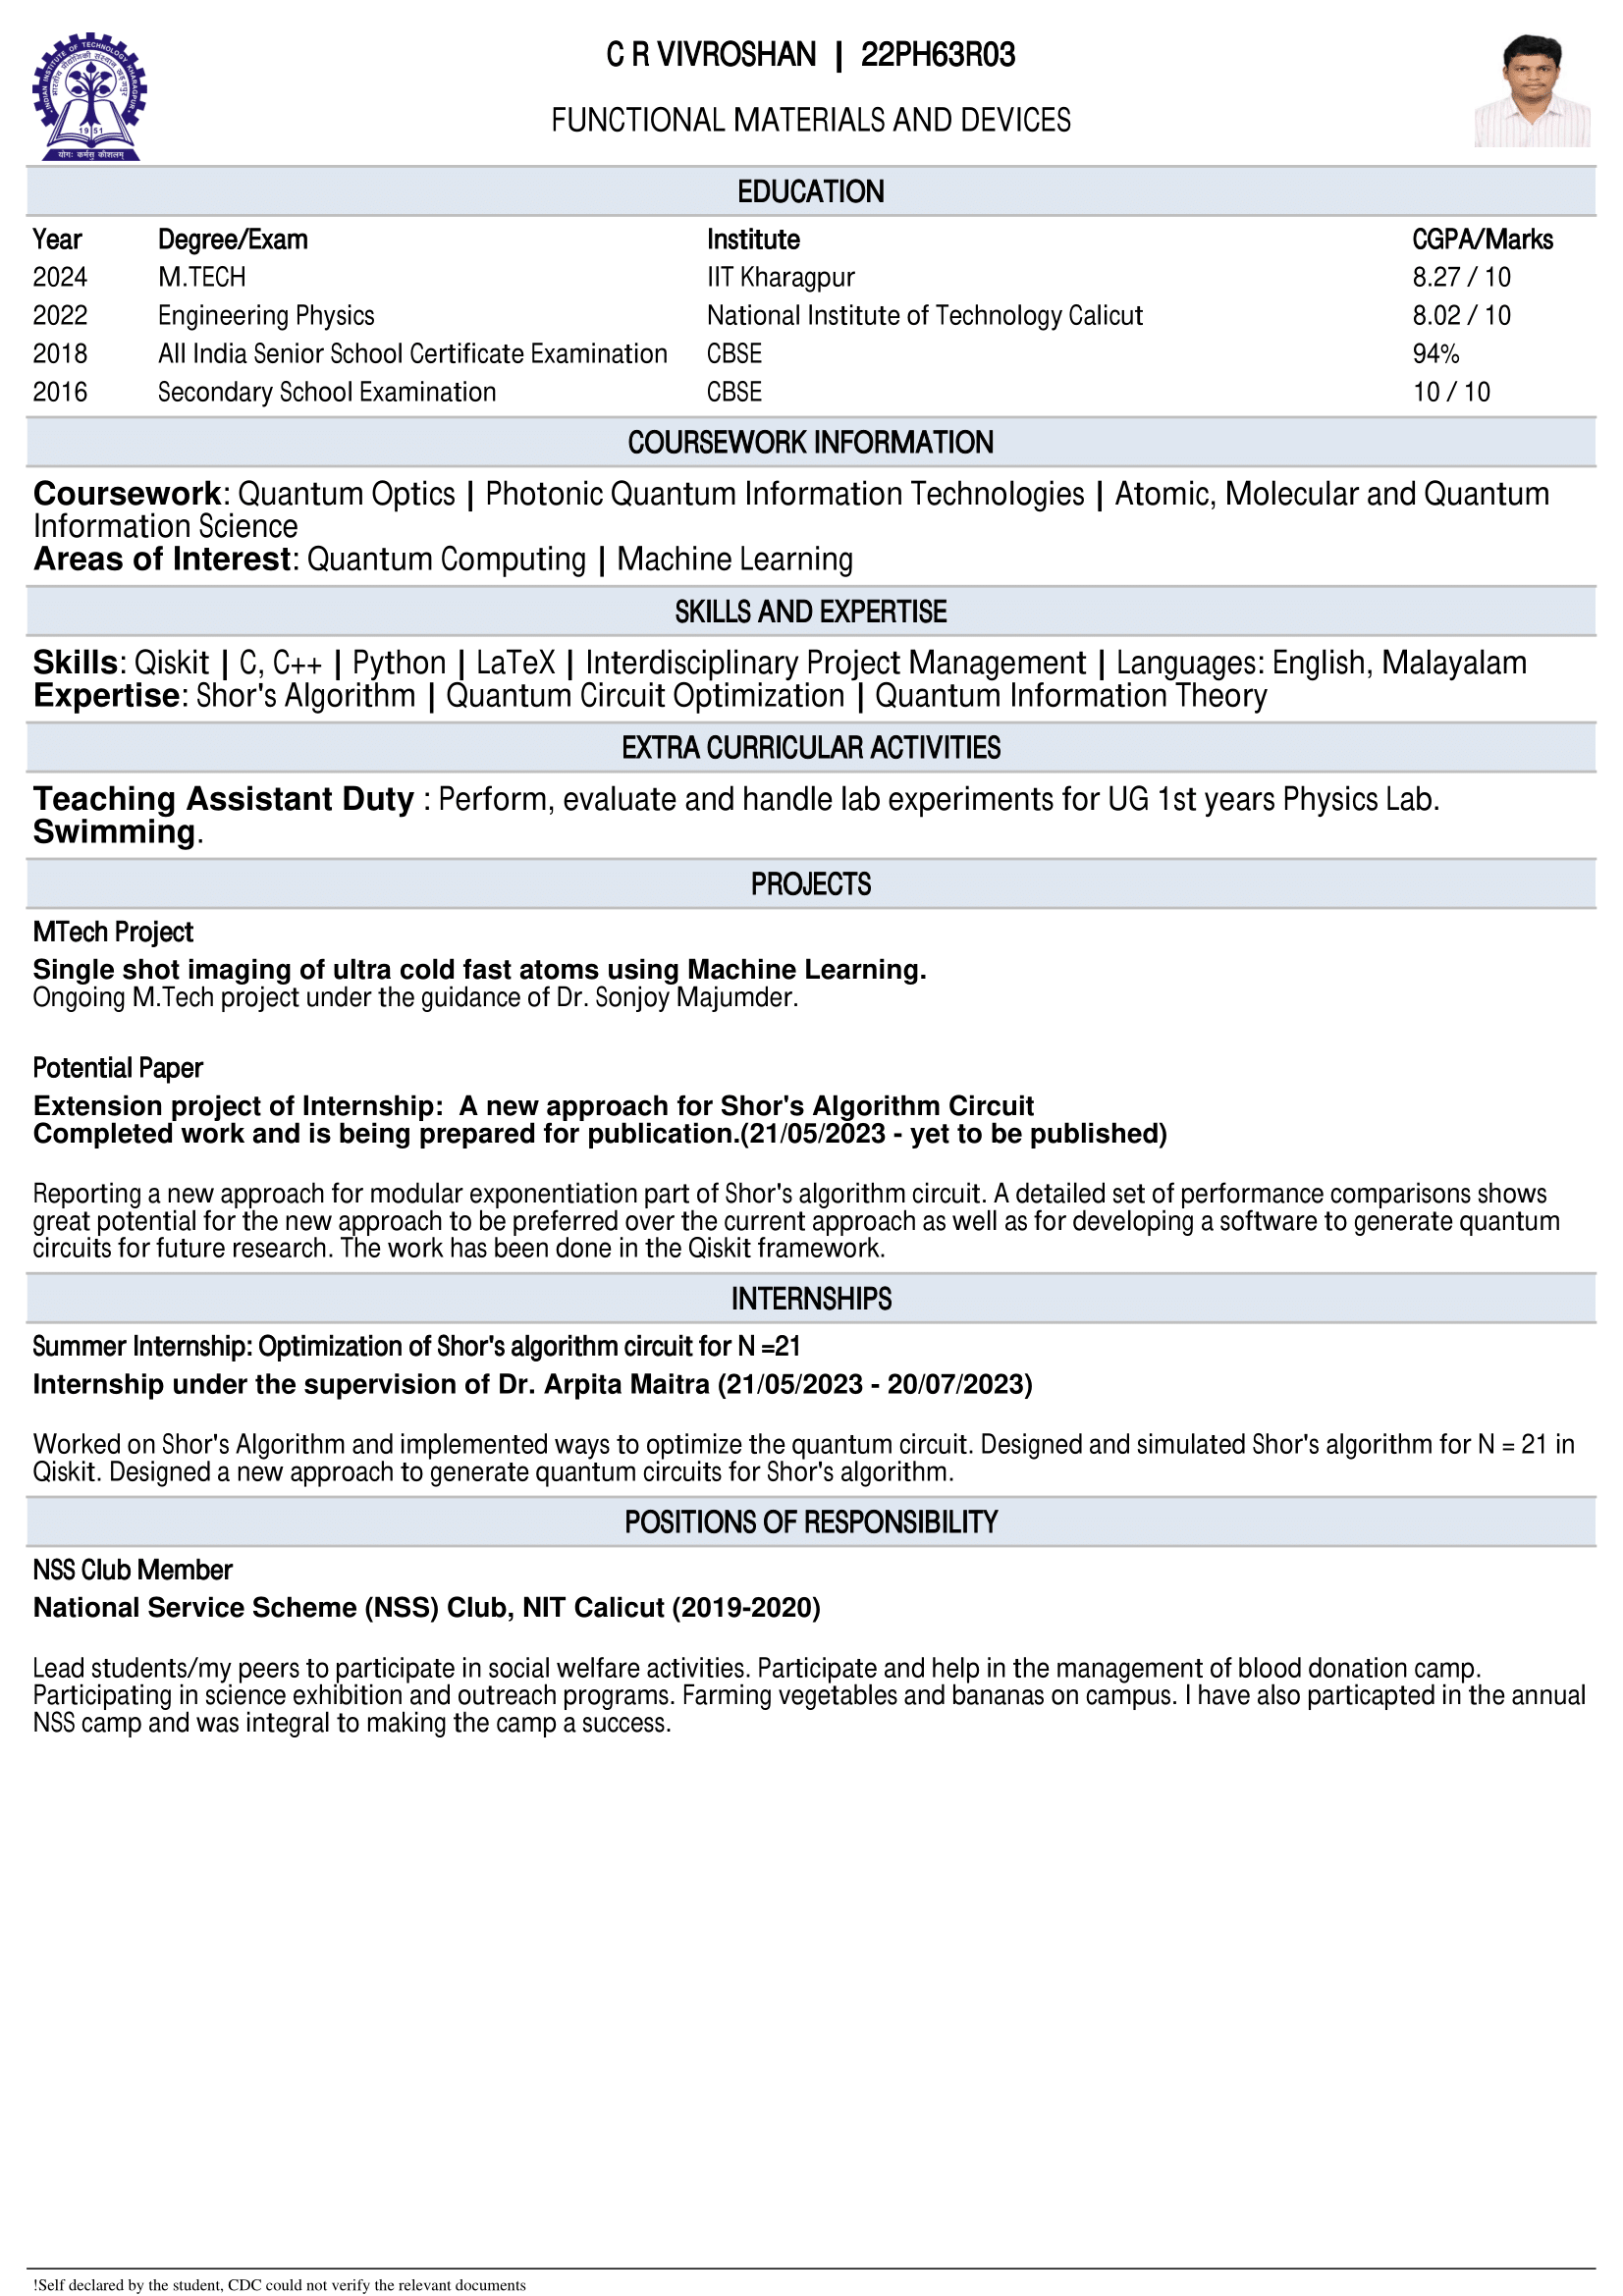 INDIAN INSTITUTE OF TECHNOLOGY KHARAGPUR
भारतीय प्रौद्योगिकी संस्थान खड़गपुर
1951
योगः कर्मसु कौशलम्
C R VIVROSHAN | 22PH63R03
FUNCTIONAL MATERIALS AND DEVICES
EDUCATION
Year Degree/Exam Institute CGPA/Marks
2024 M.TECH IIT Kharagpur 8.27 / 10
2022 Engineering Physics National Institute of Technology Calicut 8.02 / 10
2018 All India Senior School Certificate Examination CBSE 94%
2016 Secondary School Examination CBSE 10 / 10
COURSEWORK INFORMATION
Coursework: Quantum Optics | Photonic Quantum Information Technologies | Atomic, Molecular and Quantum
Information Science
Areas of Interest: Quantum Computing | Machine Learning
SKILLS AND EXPERTISE
Skills: Qiskit | C, C++ | Python | LaTeX | Interdisciplinary Project Management | Languages: English, Malayalam
Expertise: Shor's Algorithm | Quantum Circuit Optimization | Quantum Information Theory
EXTRA CURRICULAR ACTIVITIES
Teaching Assistant Duty : Perform, evaluate and handle lab experiments for UG 1st years Physics Lab.
Swimming.
PROJECTS
MTech Project
Single shot imaging of ultra cold fast atoms using Machine Learning.
Ongoing M.Tech project under the guidance of Dr. Sonjoy Majumder.
Potential Paper
Extension project of Internship: A new approach for Shor's Algorithm Circuit
Completed work and is being prepared for publication.(21/05/2023 - yet to be published)
Reporting a new approach for modular exponentiation part of Shor's algorithm circuit. A detailed set of performance comparisons shows
great potential for the new approach to be preferred over the current approach as well as for developing a software to generate quantum
circuits for future research. The work has been done in the Qiskit framework.
INTERNSHIPS
Summer Internship: Optimization of Shor's algorithm circuit for N =21
Internship under the supervision of Dr. Arpita Maitra (21/05/2023 - 20/07/2023)
Worked on Shor's Algorithm and implemented ways to optimize the quantum circuit. Designed and simulated Shor's algorithm for N = 21 in
Qiskit. Designed a new approach to generate quantum circuits for Shor's algorithm.
POSITIONS OF RESPONSIBILITY
NSS Club Member
National Service Scheme (NSS) Club, NIT Calicut (2019-2020)
Lead students/my peers to participate in social welfare activities. Participate and help in the management of blood donation camp.
Participating in science exhibition and outreach programs. Farming vegetables and bananas on campus. I have also particapted in the annual
NSS camp and was integral to making the camp a success.
!Self declared by the student, CDC could not verify the relevant documents